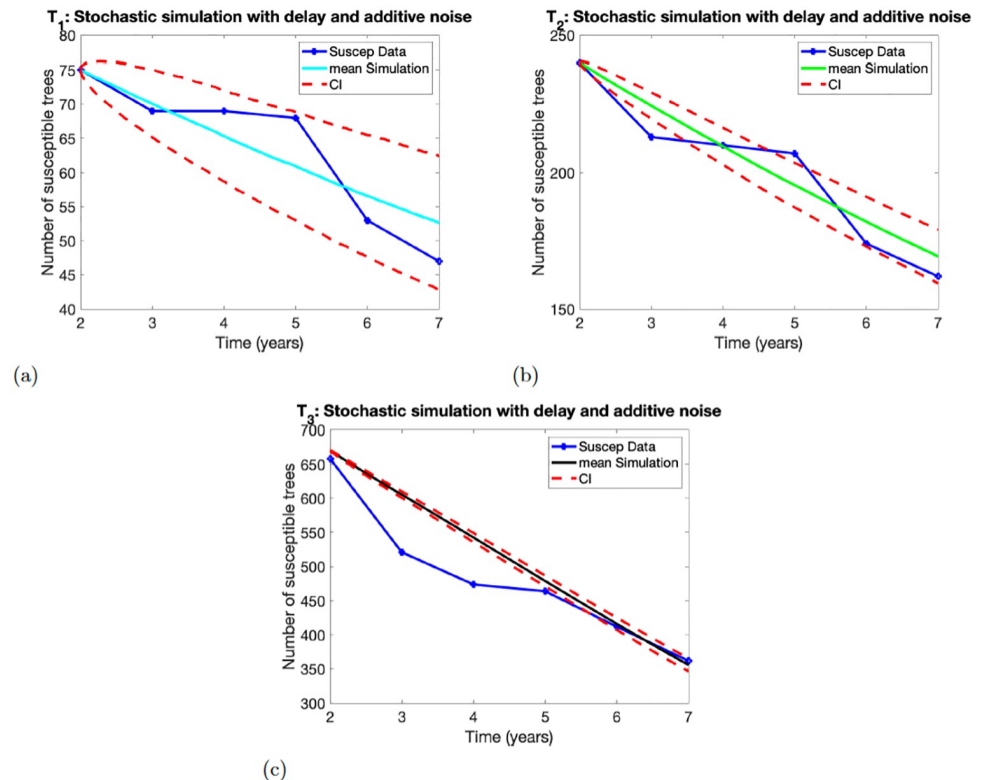 T1: Stochastic simulation with delay and additive noise
80
75
70
65
60
55
50
45
40
Number of susceptible trees
Suscep Data
mean Simulation
CI
2 3 4 5 6 7
Time (years)
(a)
T2: Stochastic simulation with delay and additive noise
250
200
150
Number of susceptible trees
Suscep Data
mean Simulation
CI
2 3 4 5 6 7
Time (years)
(b)
T3: Stochastic simulation with delay and additive noise
700
650
600
550
500
450
400
350
300
Number of susceptible trees
Suscep Data
mean Simulation
CI
2 3 4 5 6 7
Time (years)
(c)